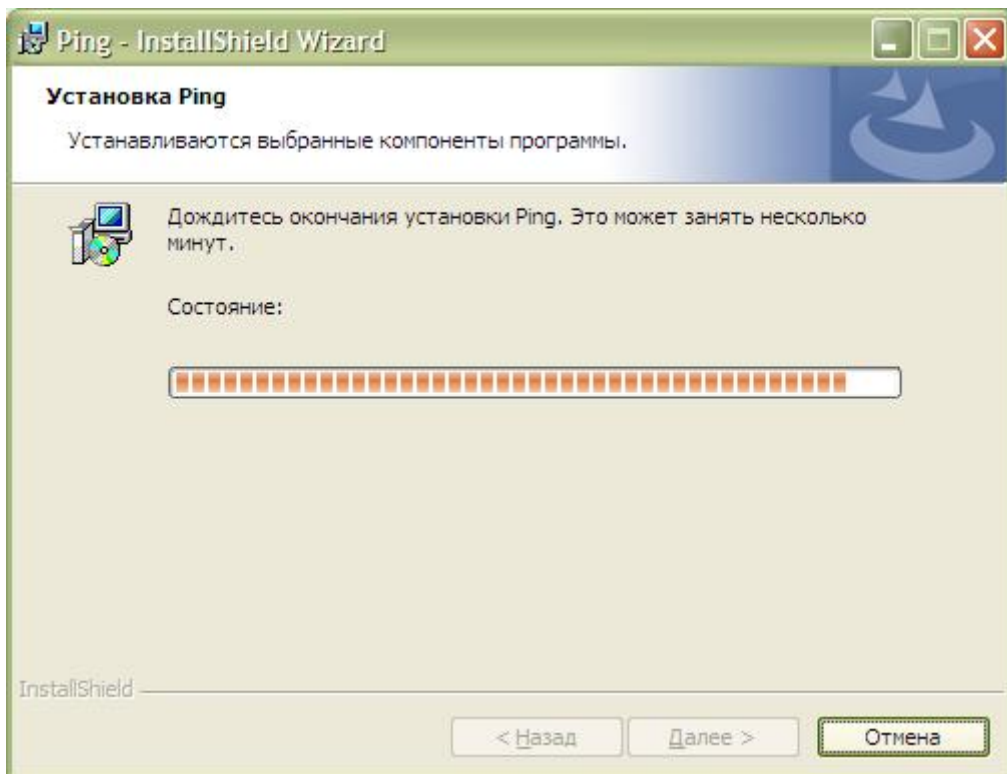 Ping - InstallShield Wizard
Установка Ping
Устанавливаются выбранные компоненты программы.
Дождитесь окончания установки Ping. Это может занять несколько
минут.
Состояние:
InstallShield
< Назад
Далее >
Отмена